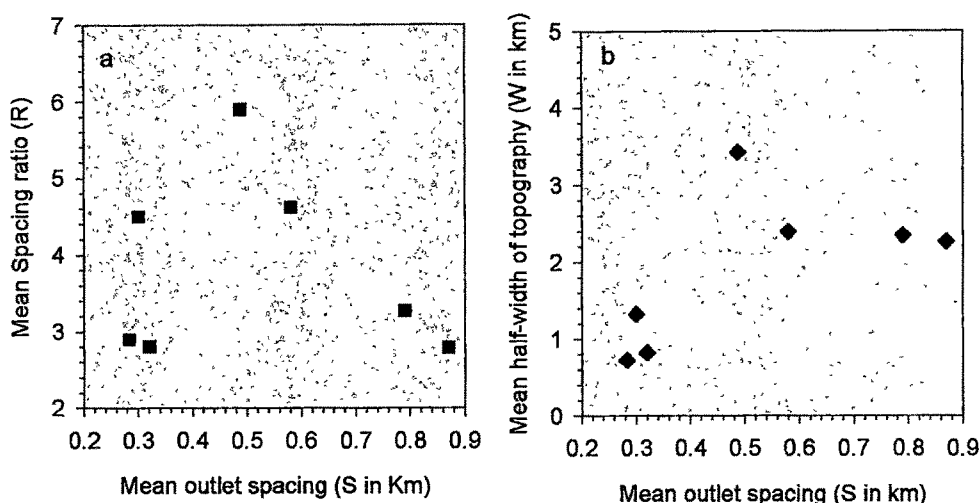 a
Mean Spacing ratio (R)
7
6
5
4
3
2
0.2 0.3 0.4 0.5 0.6 0.7 0.8 0.9
Mean outlet spacing (S in Km)
b
Mean half-width of topography (W in km)
5
4
3
2
1
0
0.2 0.3 0.4 0.5 0.6 0.7 0.8 0.9
Mean outlet spacing (S in km)